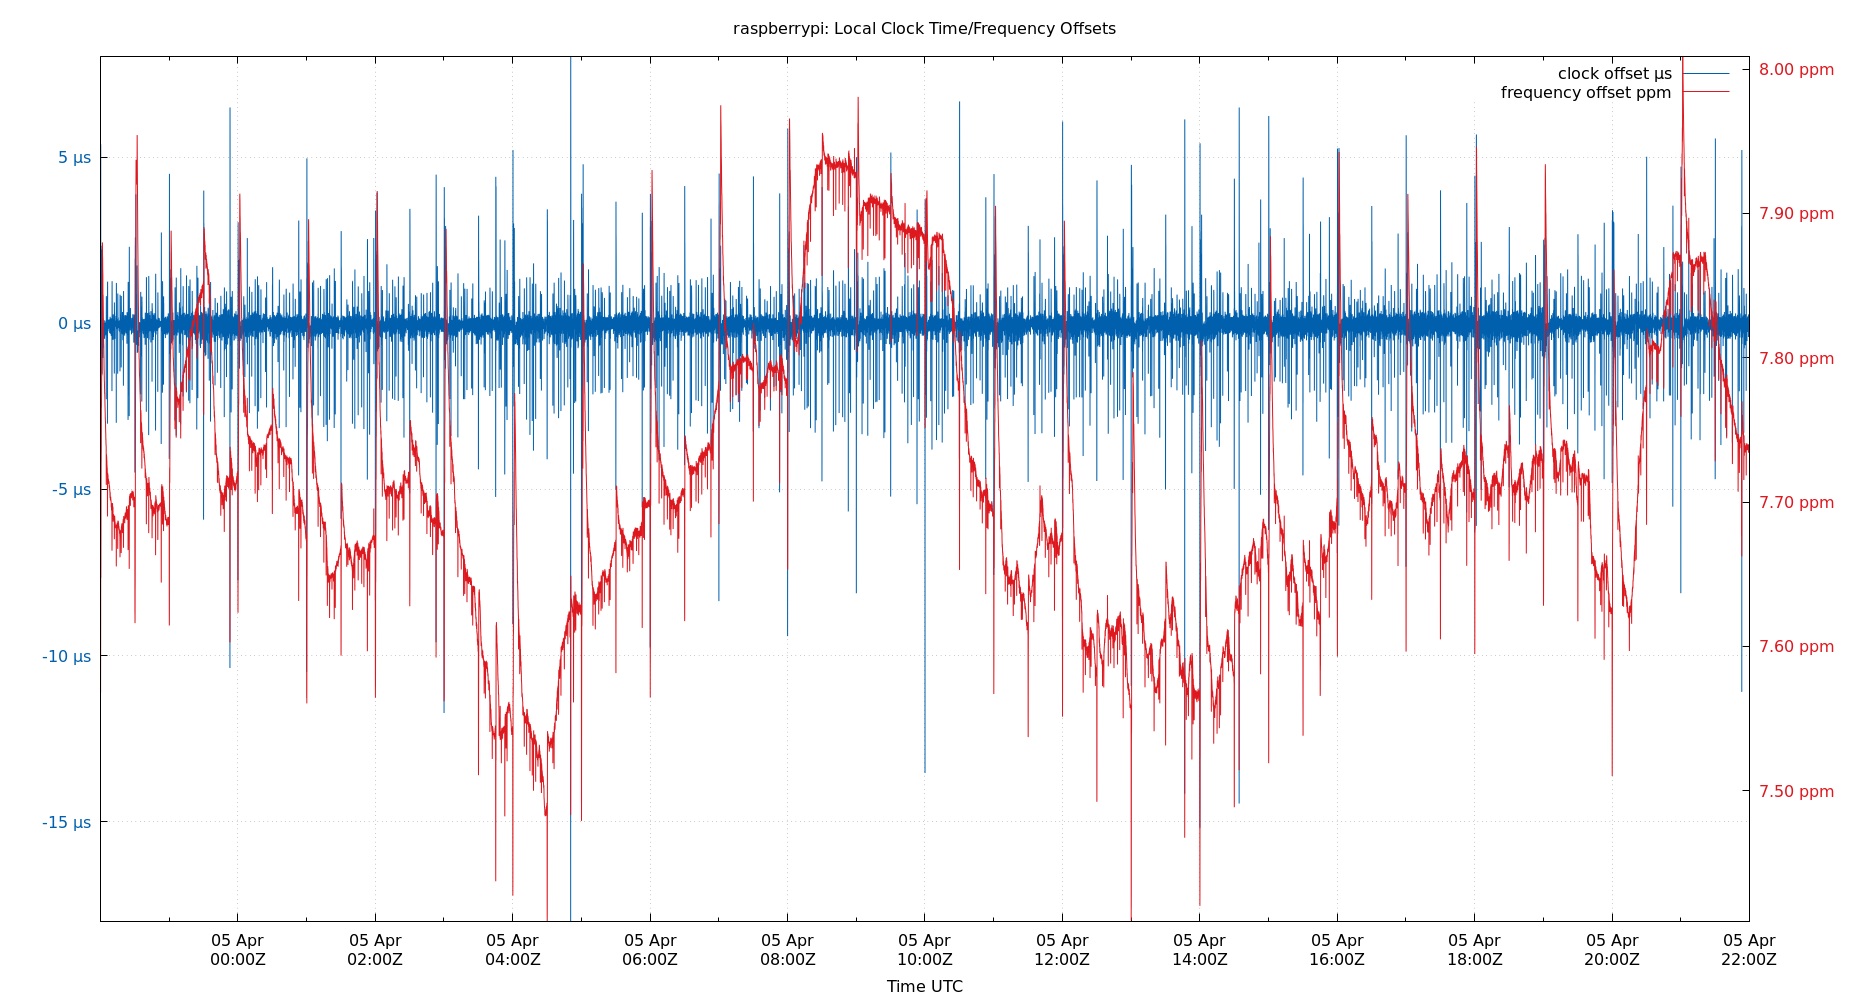 raspberrypi: Local Clock Time/Frequency Offsets
clock offset µs
frequency offset ppm
5 µs
0 µs
-5 µs
-10 µs
-15 µs
8.00 ppm
7.90 ppm
7.80 ppm
7.70 ppm
7.60 ppm
7.50 ppm
05 Apr 05 Apr 05 Apr 05 Apr 05 Apr 05 Apr 05 Apr 05 Apr 05 Apr 05 Apr 05 Apr 05 Apr
00:00Z 02:00Z 04:00Z 06:00Z 08:00Z 10:00Z 12:00Z 14:00Z 16:00Z 18:00Z 20:00Z 22:00Z
Time UTC